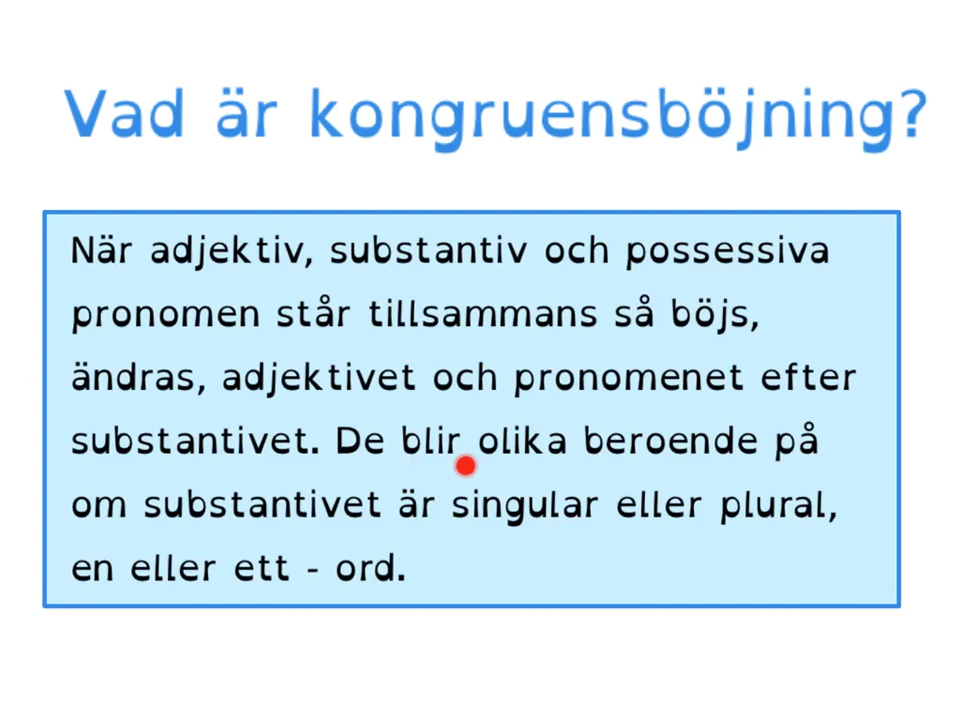 Vad är kongruensböjning?
När adjektiv, substantiv och possessiva
pronomen står tillsammans så böjs,
ändras, adjektivet och pronomenet efter
substantivet. De blir olika beroende på
om substantivet är singular eller plural,
en eller ett - ord.